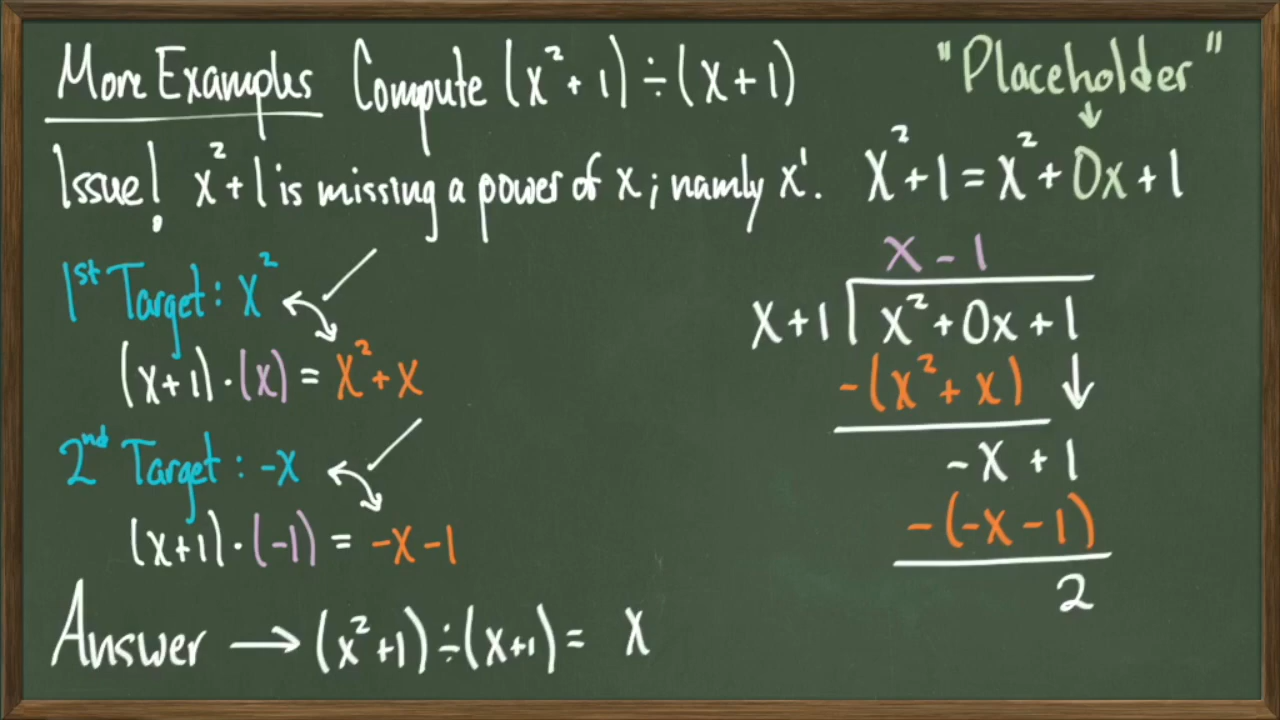 More Examples Compute (x² + 1) ÷ (x + 1)
"Placeholder"
↓
Issue! x² + 1 is missing a power of x; namly x¹.
x² + 1 = x² + 0x + 1
1st Target: x²
(x+1)·(x) = x² + x
2nd Target: -x
(x+1)·(-1) = -x - 1
x - 1
x + 1 x² + 0x + 1
-(x² + x) ↓
-x + 1
-(-x - 1)
2
Answer → (x² + 1) ÷ (x+1) = x